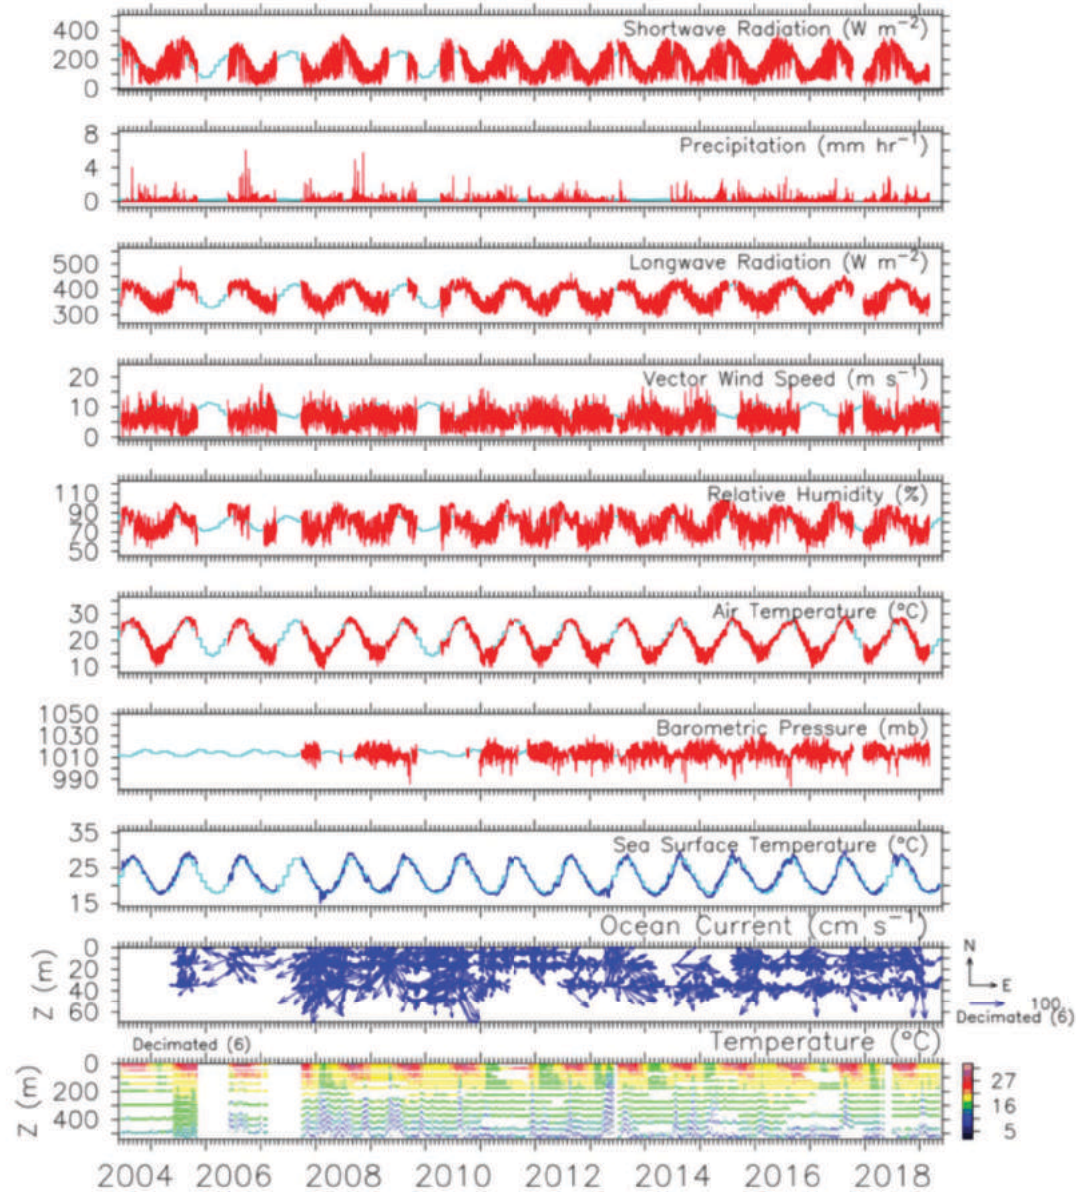 Shortwave Radiation (W m⁻²)
400
200
0
Precipitation (mm hr⁻¹)
8
4
0
Longwave Radiation (W m⁻²)
500
400
300
Vector Wind Speed (m s⁻¹)
20
10
0
Relative Humidity (%)
110
90
70
50
Air Temperature (°C)
30
20
10
Barometric Pressure (mb)
1050
1030
1010
990
Sea Surface Temperature (°C)
35
25
15
Ocean Current (cm s⁻¹)
0
20
40
60
Z (m)
N
E
100
Decimated (6)
Decimated (6)
Temperature (°C)
0
200
400
Z (m)
27
16
5
2004 2006 2008 2010 2012 2014 2016 2018